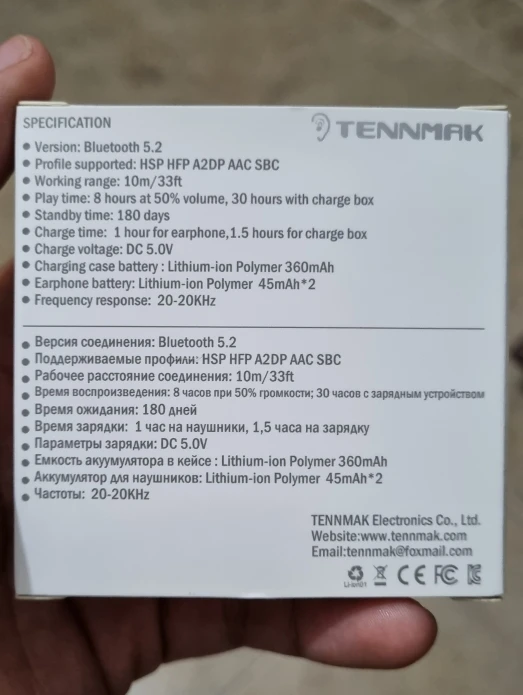 SPECIFICATION
TENNMAK
• Version: Bluetooth 5.2
• Profile supported: HSP HFP A2DP AAC SBC
• Working range: 10m/33ft
• Play time: 8 hours at 50% volume, 30 hours with charge box
• Standby time: 180 days
• Charge time: 1 hour for earphone,1.5 hours for charge box
• Charge voltage: DC 5.0V
• Charging case battery : Lithium-ion Polymer 360mAh
• Earphone battery: Lithium-ion Polymer 45mAh*2
• Frequency response: 20-20KHz
• Версия соединения: Bluetooth 5.2
• Поддерживаемые профили: HSP HFP A2DP AAC SBC
• Рабочее расстояние соединения: 10m/33ft
• Время воспроизведения: 8 часов при 50% громкости; 30 часов с зарядным устройством
• Время ожидания: 180 дней
• Время зарядки: 1 час на наушники, 1,5 часа на зарядку
• Параметры зарядки: DC 5.0V
• Емкость акуумулятора в кейсе : Lithium-ion Polymer 360mAh
• Аккумулятор для наушников: Lithium-ion Polymer 45mAh*2
• Частоты: 20-20KHz
TENNMAK Electronics Co., Ltd.
Website:www.tennmak.com
Email:tennmak@foxmail.com
CE FC